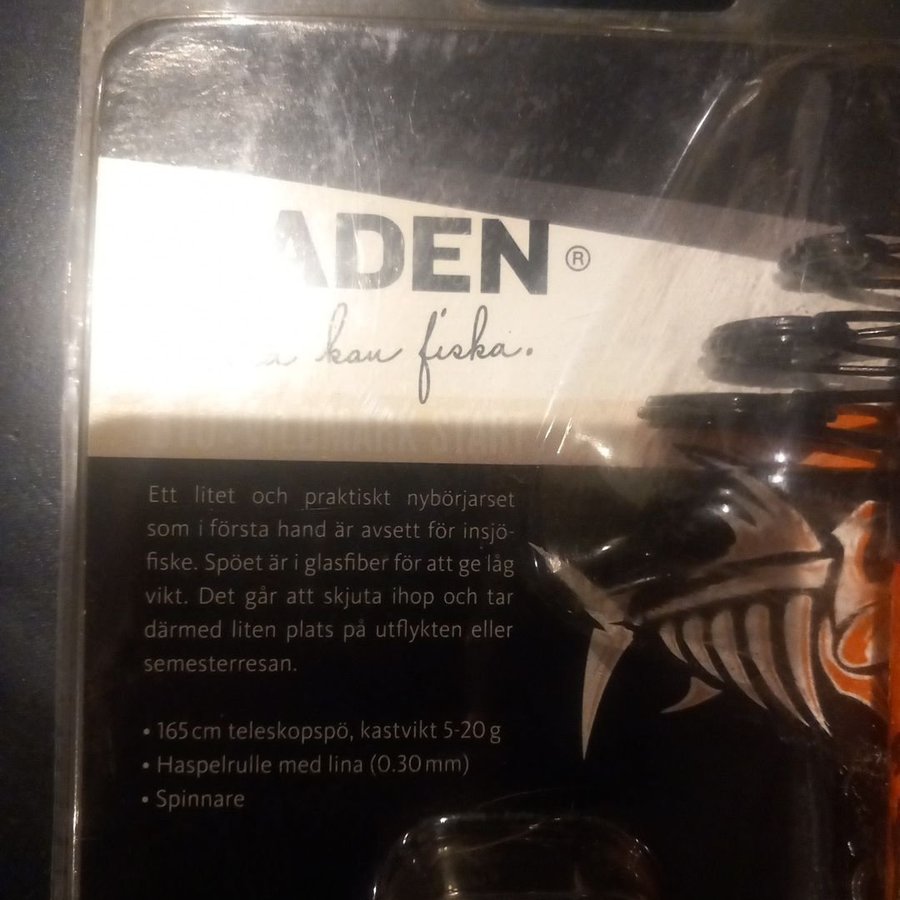 ADEN®
kan fiska.
Ett litet och praktiskt nybörjarset
som i första hand är avsett för insjö-
fiske. Spöet är i glasfiber för att ge låg
vikt. Det går att skjuta ihop och tar
därmed liten plats på utflykten eller
semesterresan.
• 165cm teleskopspö, kastvikt 5-20 g
• Haspelrulle med lina (0.30 mm)
• Spinnare